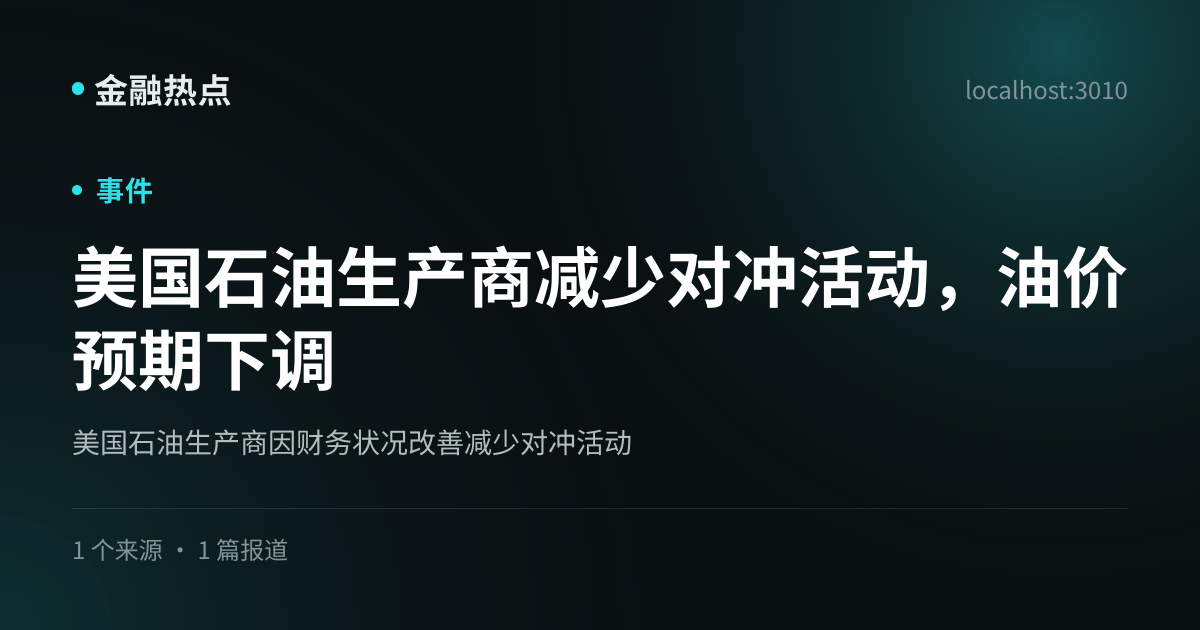 金融热点
localhost:3010
事件
美国石油生产商减少对冲活动，油价
预期下调
美国石油生产商因财务状况改善减少对冲活动
1 个来源 · 1 篇报道